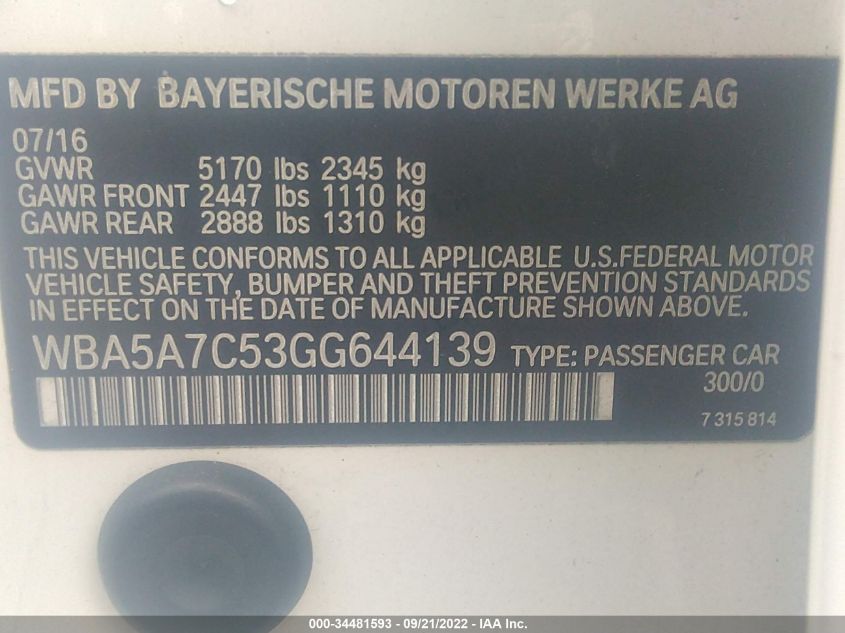 MFD BY BAYERISCHE MOTOREN WERKE AG
07/16
GVWR 5170 lbs 2345 kg
GAWR FRONT 2447 lbs 1110 kg
GAWR REAR 2888 lbs 1310 kg
THIS VEHICLE CONFORMS TO ALL APPLICABLE U.S.FEDERAL MOTOR
VEHICLE SAFETY, BUMPER AND THEFT PREVENTION STANDARDS
IN EFFECT ON THE DATE OF MANUFACTURE SHOWN ABOVE.
WBA5A7C53GG644139 TYPE: PASSENGER CAR
300/0
7 315 814
000-34481593 - 09/21/2022 - IAA Inc.